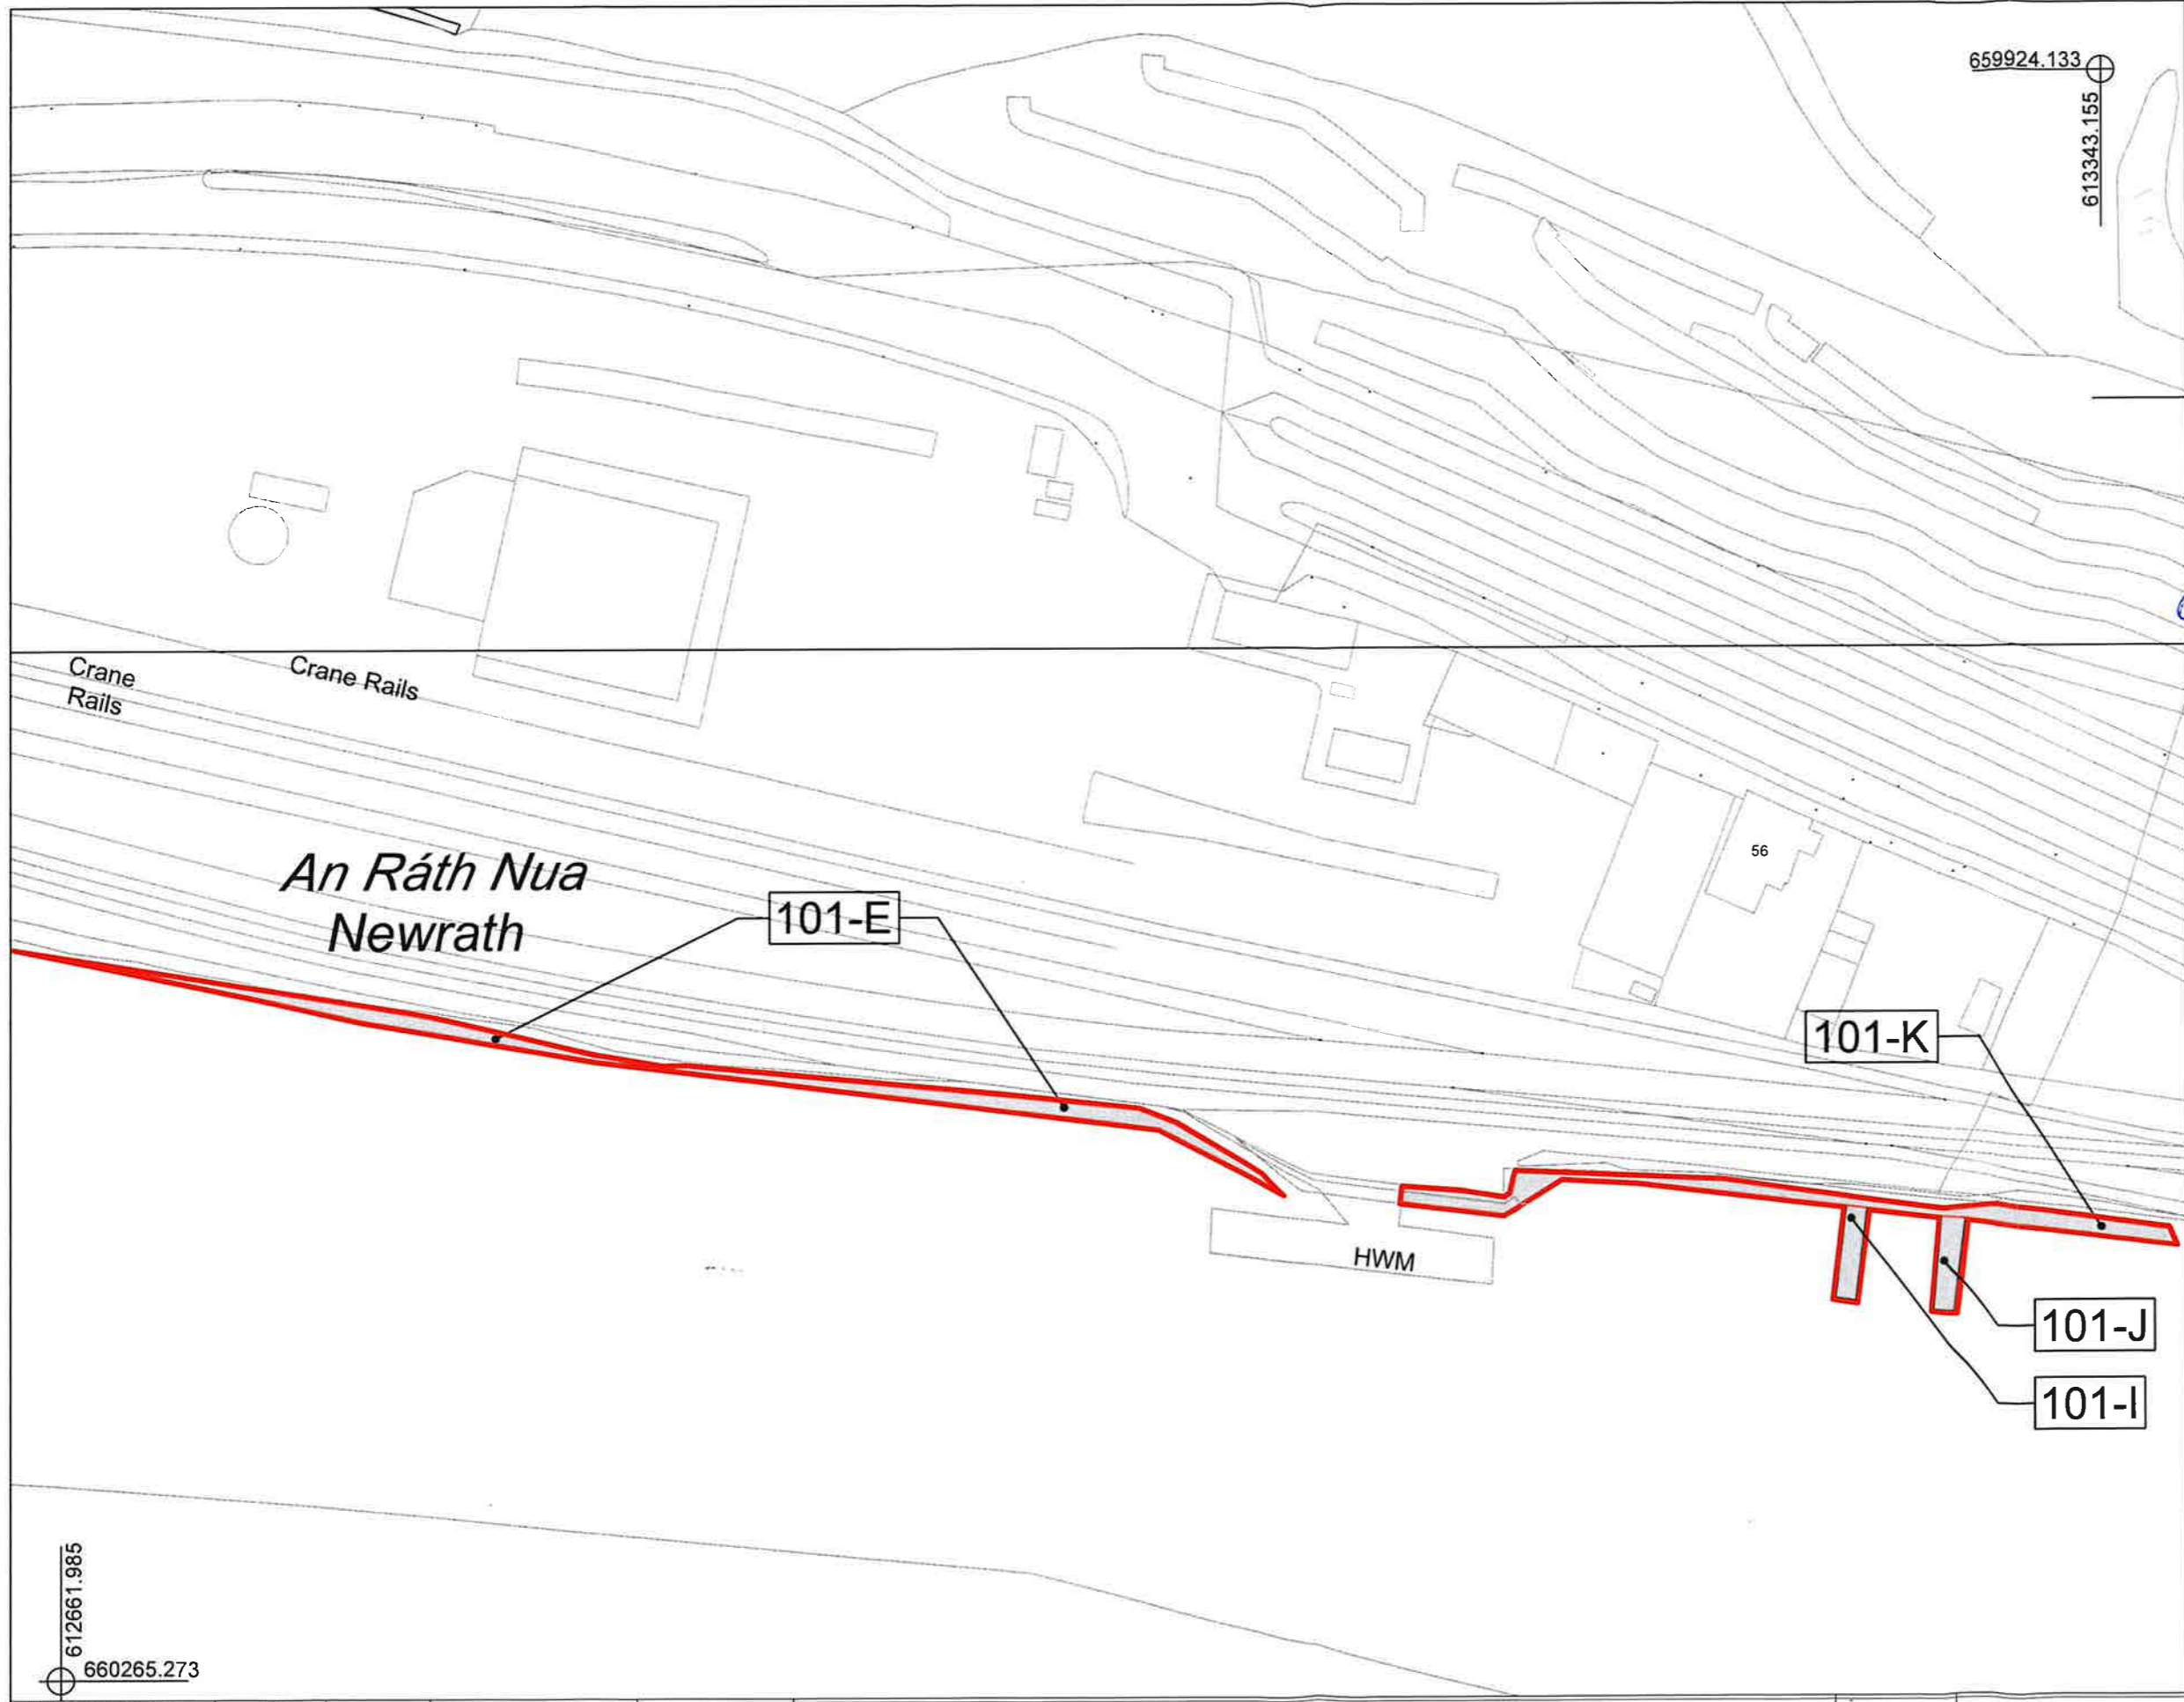 659924.133
613343.155
Crane
Rails
Crane Rails
An Ráth Nua
Newrath
101-E
56
101-K
HWM
101-J
101-I
612661.985
660265.273